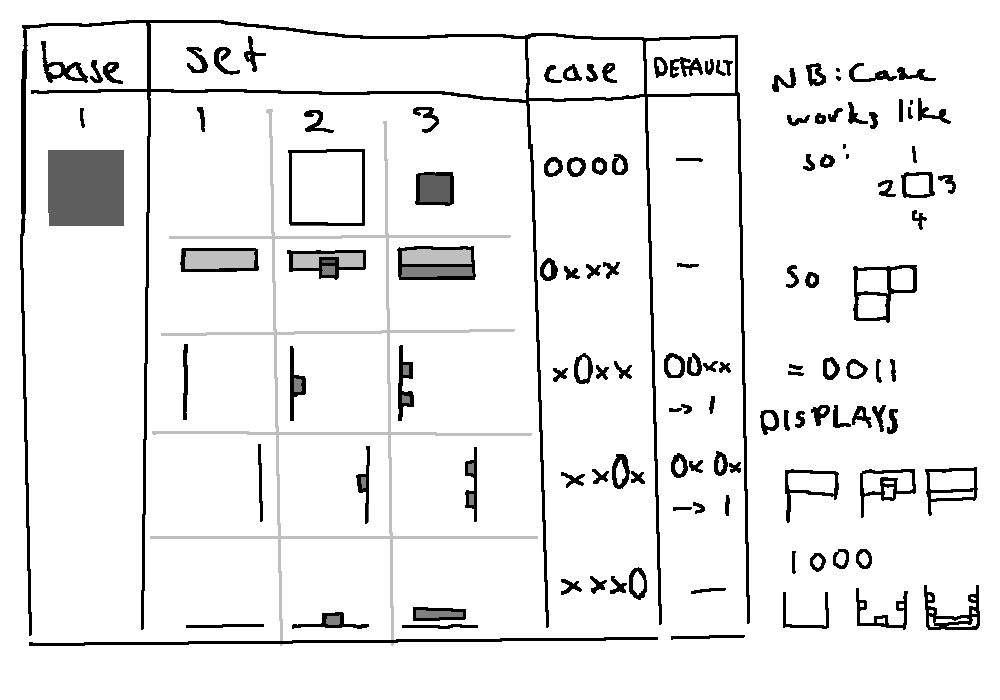 base set case DEFAULT
1 1 2 3
0000 —
0xxx —
x0xx 00xx
→ 1
xx0x 0x0x
→ 1
xxx0 —
NB: Case
works like
so:
1
2 3
4
so
= 0011
DISPLAYS
1000